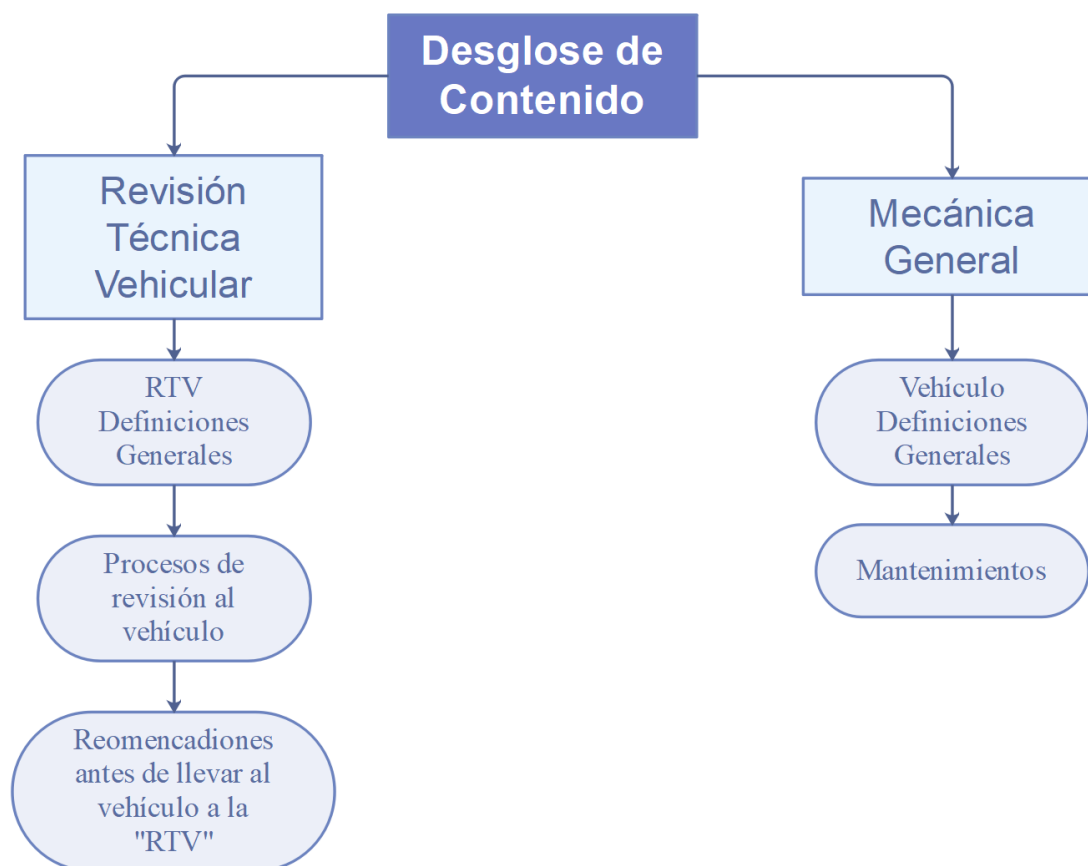 Desglose de
Contenido
Revisión
Técnica
Vehicular
RTV
Definiciones
Generales
Procesos de
revisión al
vehículo
Reomencadiones
antes de llevar al
vehículo a la
"RTV"
Mecánica
General
Vehículo
Definiciones
Generales
Mantenimientos